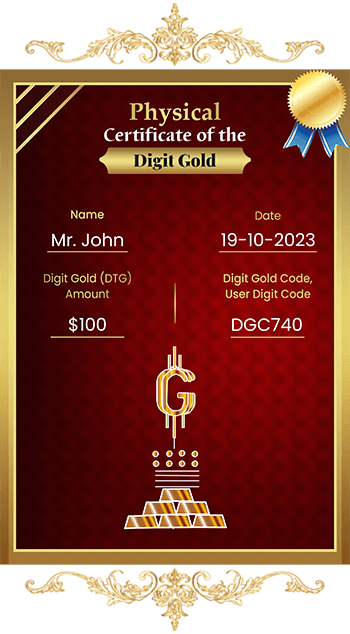 Physical
Certificate of the
Digit Gold
Name
Date
Mr. John
19-10-2023
Digit Gold (DTG)
Amount
Digit Gold Code,
User Digit Code
$100
DGC740
G